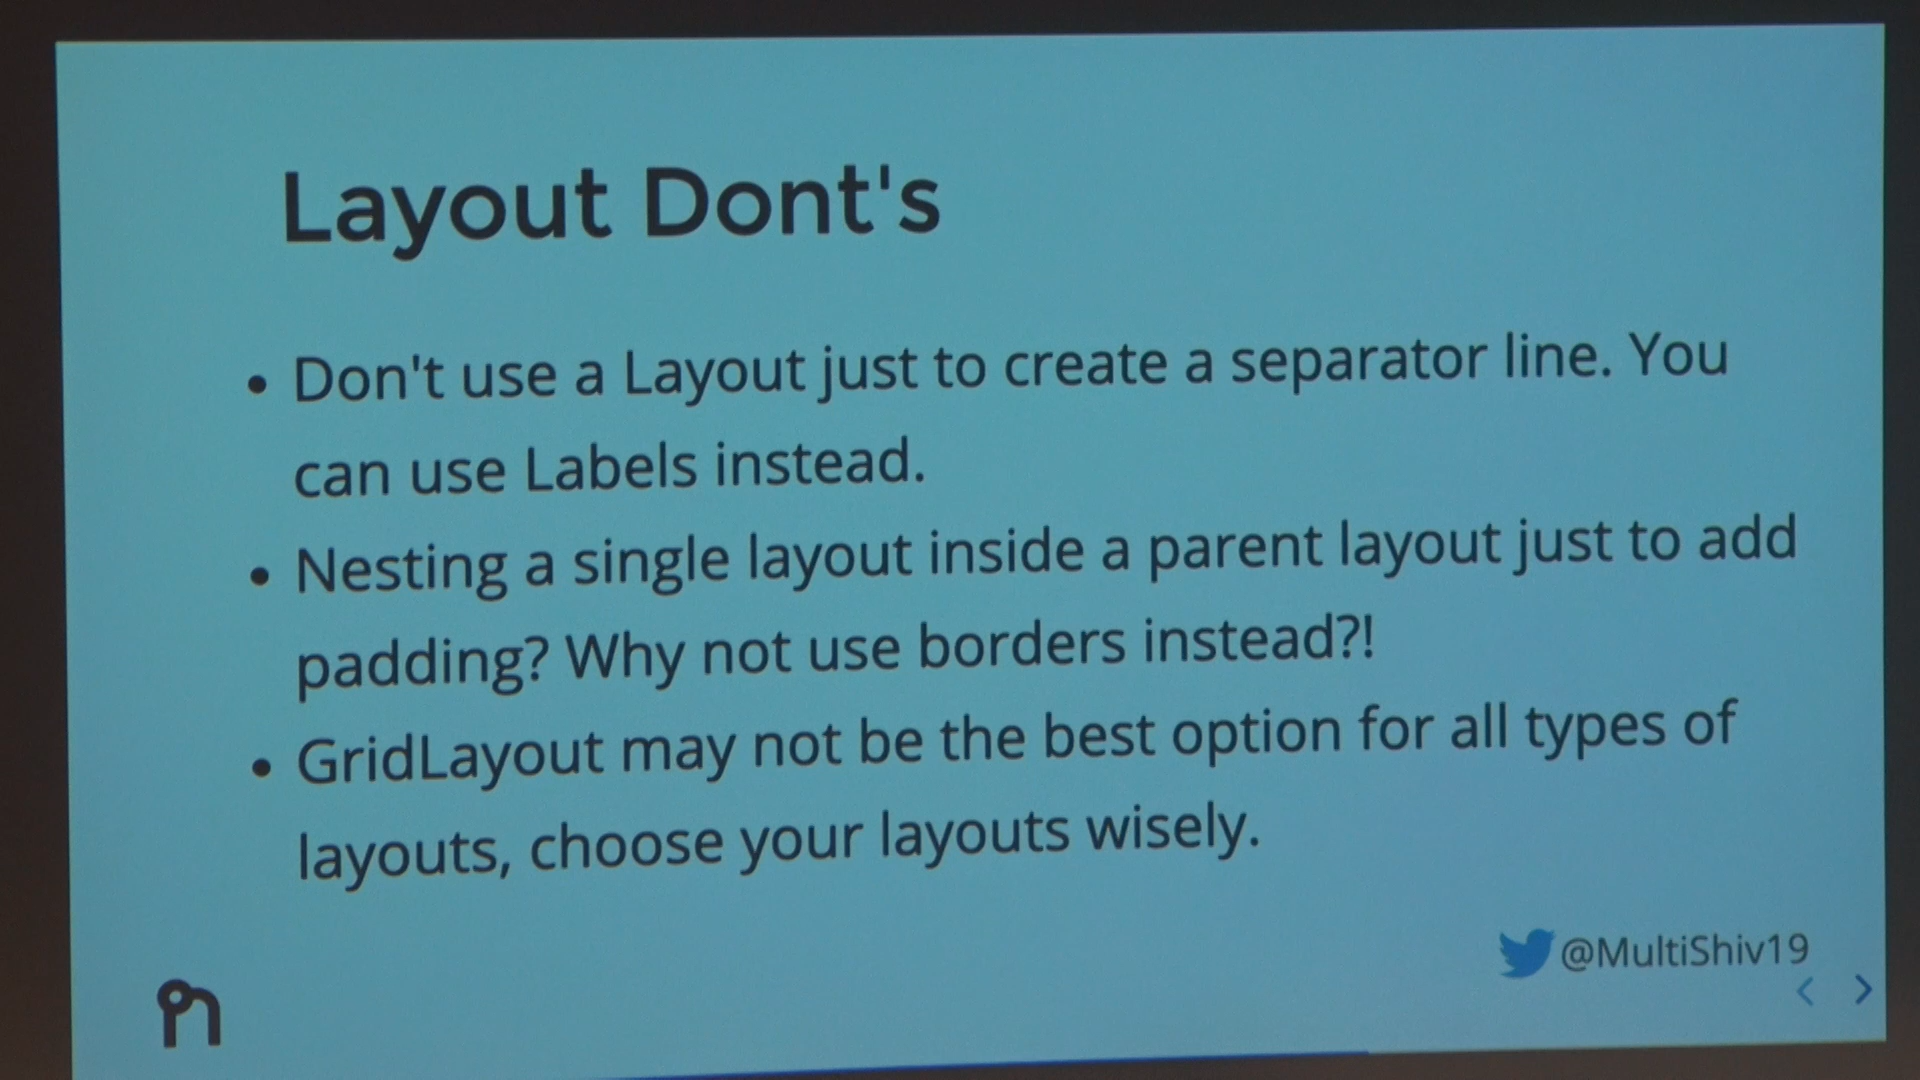 Layout Dont's
• Don't use a Layout just to create a separator line. You
can use Labels instead.
• Nesting a single layout inside a parent layout just to add
padding? Why not use borders instead?!
• GridLayout may not be the best option for all types of
layouts, choose your layouts wisely.
@MultiShiv19